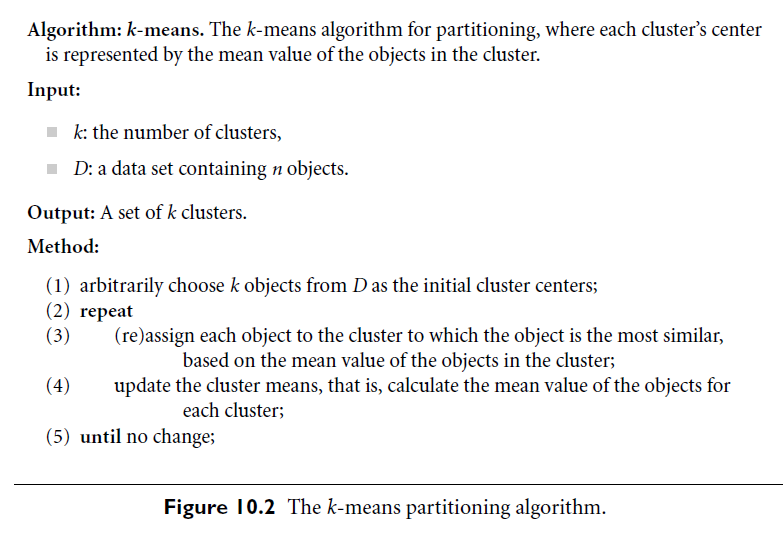 Algorithm: k-means. The k-means algorithm for partitioning, where each cluster's center
is represented by the mean value of the objects in the cluster.
Input:
k: the number of clusters,
D: a data set containing n objects.
Output: A set of k clusters.
Method:
(1) arbitrarily choose k objects from D as the initial cluster centers;
(2) repeat
(3) (re)assign each object to the cluster to which the object is the most similar,
based on the mean value of the objects in the cluster;
(4) update the cluster means, that is, calculate the mean value of the objects for
each cluster;
(5) until no change;
Figure 10.2 The k-means partitioning algorithm.